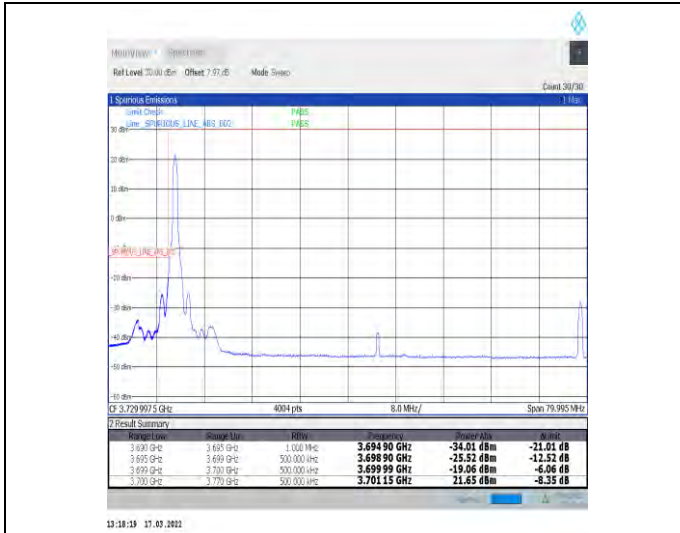 MultiView Spectrum
Ref Level 30.00 dBm Offset 7.97 dB Mode Sweep
Count 30/30
1 Spurious Emissions 1 Max
Limit Check PASS
Line _SPURIOUS_LINE_ABS_002 PASS
30 dBm
20 dBm
10 dBm
0 dBm
_SPURIOUS_LINE_ABS_002
-20 dBm
-30 dBm
-40 dBm
-50 dBm
-60 dBm
CF 3.7299975 GHz 4004 pts 8.0 MHz/ Span 79.995 MHz
2 Result Summary
Range Low Range Up RBW Frequency Power Abs ΔLimit
3.690 GHz 3.695 GHz 1.000 MHz 3.694 90 GHz -34.01 dBm -21.01 dB
3.695 GHz 3.699 GHz 500.000 kHz 3.698 90 GHz -25.52 dBm -12.52 dB
3.699 GHz 3.700 GHz 500.000 kHz 3.699 99 GHz -19.06 dBm -6.06 dB
3.700 GHz 3.770 GHz 500.000 kHz 3.701 15 GHz 21.65 dBm -8.35 dB
13:18:19 17.03.2022